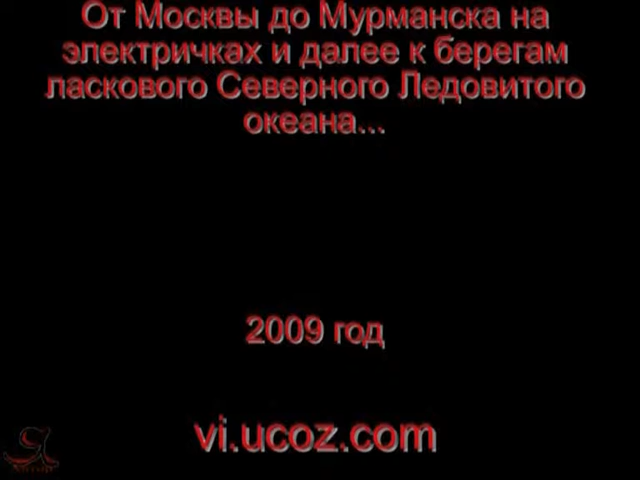 От Москвы до Мурманска на
электричках и далее к берегам
ласкового Северного Ледовитого
океана...
2009 год
vi.ucoz.com